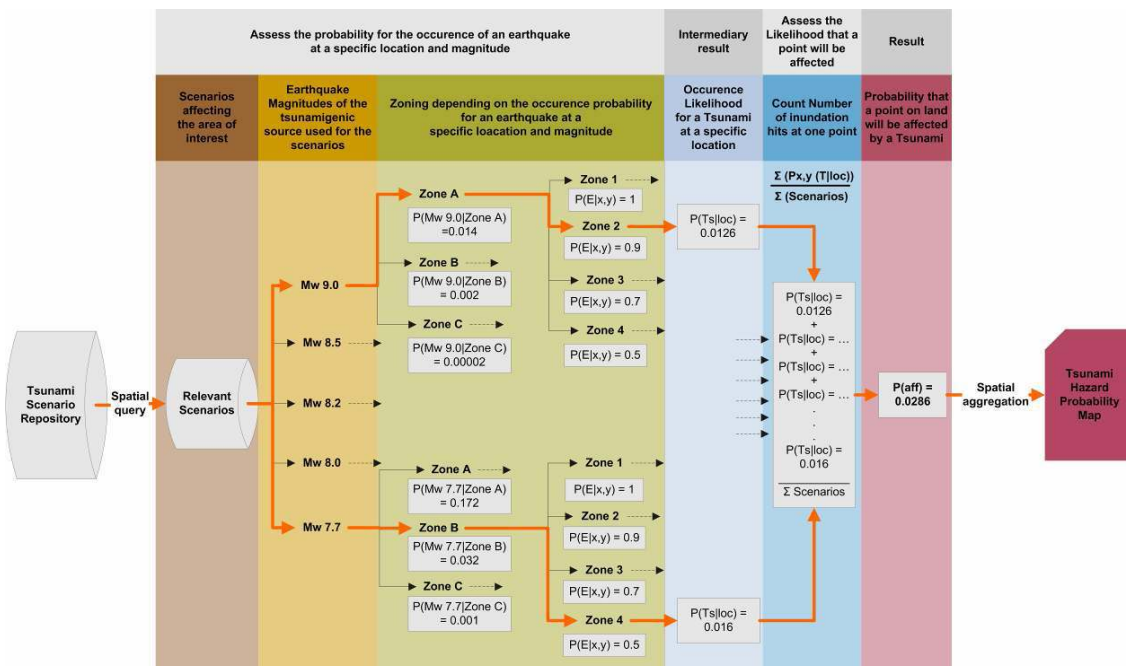 Assess the probability for the occurence of an earthquake
at a specific location and magnitude
Intermediary
result
Assess the
Likelihood that a
point will be
affected
Result
Scenarios
affecting
the area of
interest
Earthquake
Magnitudes of the
tsunamigenic
source used for the
scenarios
Zoning depending on the occurence probability
for an earthquake at a
specific loacation and magnitude
Occurence
Likelihood
for a Tsunami
at a specific
location
Count Number
of inundation
hits at one point
Probability that
a point on land
will be affected
by a Tsunami
Tsunami
Scenario
Repository
Spatial
query
Relevant
Scenarios
Mw 9.0
Mw 8.5
Mw 8.2
Mw 8.0
Mw 7.7
Zone A
P(Mw 9.0|Zone A)
=0.014
Zone B
P(Mw 9.0|Zone B)
= 0.002
Zone C
P(Mw 9.0|Zone C)
= 0.00002
Zone A
P(Mw 7.7|Zone A)
= 0.172
Zone B
P(Mw 7.7|Zone B)
= 0.032
Zone C
P(Mw 7.7|Zone C)
= 0.001
Zone 1
P(E|x,y) = 1
Zone 2
P(E|x,y) = 0.9
Zone 3
P(E|x,y) = 0.7
Zone 4
P(E|x,y) = 0.5
Zone 1
P(E|x,y) = 1
Zone 2
P(E|x,y) = 0.9
Zone 3
P(E|x,y) = 0.7
Zone 4
P(E|x,y) = 0.5
P(Ts|loc) =
0.0126
P(Ts|loc) =
0.016
Σ (Px,y (T|loc))
Σ (Scenarios)
P(Ts|loc) =
0.0126
+
P(Ts|loc) = ...
+
P(Ts|loc) = ...
+
P(Ts|loc) = ...
.
.
.
P(Ts|loc) =
0.016
Σ Scenarios
P(aff) =
0.0286
Spatial
aggregation
Tsunami
Hazard
Probability
Map